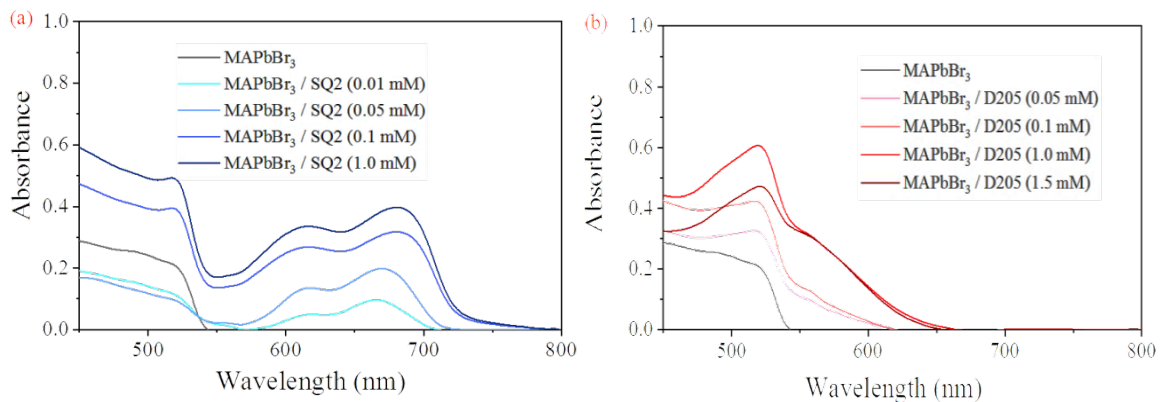 (a)
1.0
0.8
0.6
0.4
0.2
0.0
Absorbance
MAPbBr₃
MAPbBr₃ / SQ2 (0.01 mM)
MAPbBr₃ / SQ2 (0.05 mM)
MAPbBr₃ / SQ2 (0.1 mM)
MAPbBr₃ / SQ2 (1.0 mM)
500 600 700 800
Wavelength (nm)
(b)
1.0
0.8
0.6
0.4
0.2
0.0
Absorbance
MAPbBr₃
MAPbBr₃ / D205 (0.05 mM)
MAPbBr₃ / D205 (0.1 mM)
MAPbBr₃ / D205 (1.0 mM)
MAPbBr₃ / D205 (1.5 mM)
500 600 700 800
Wavelength (nm)